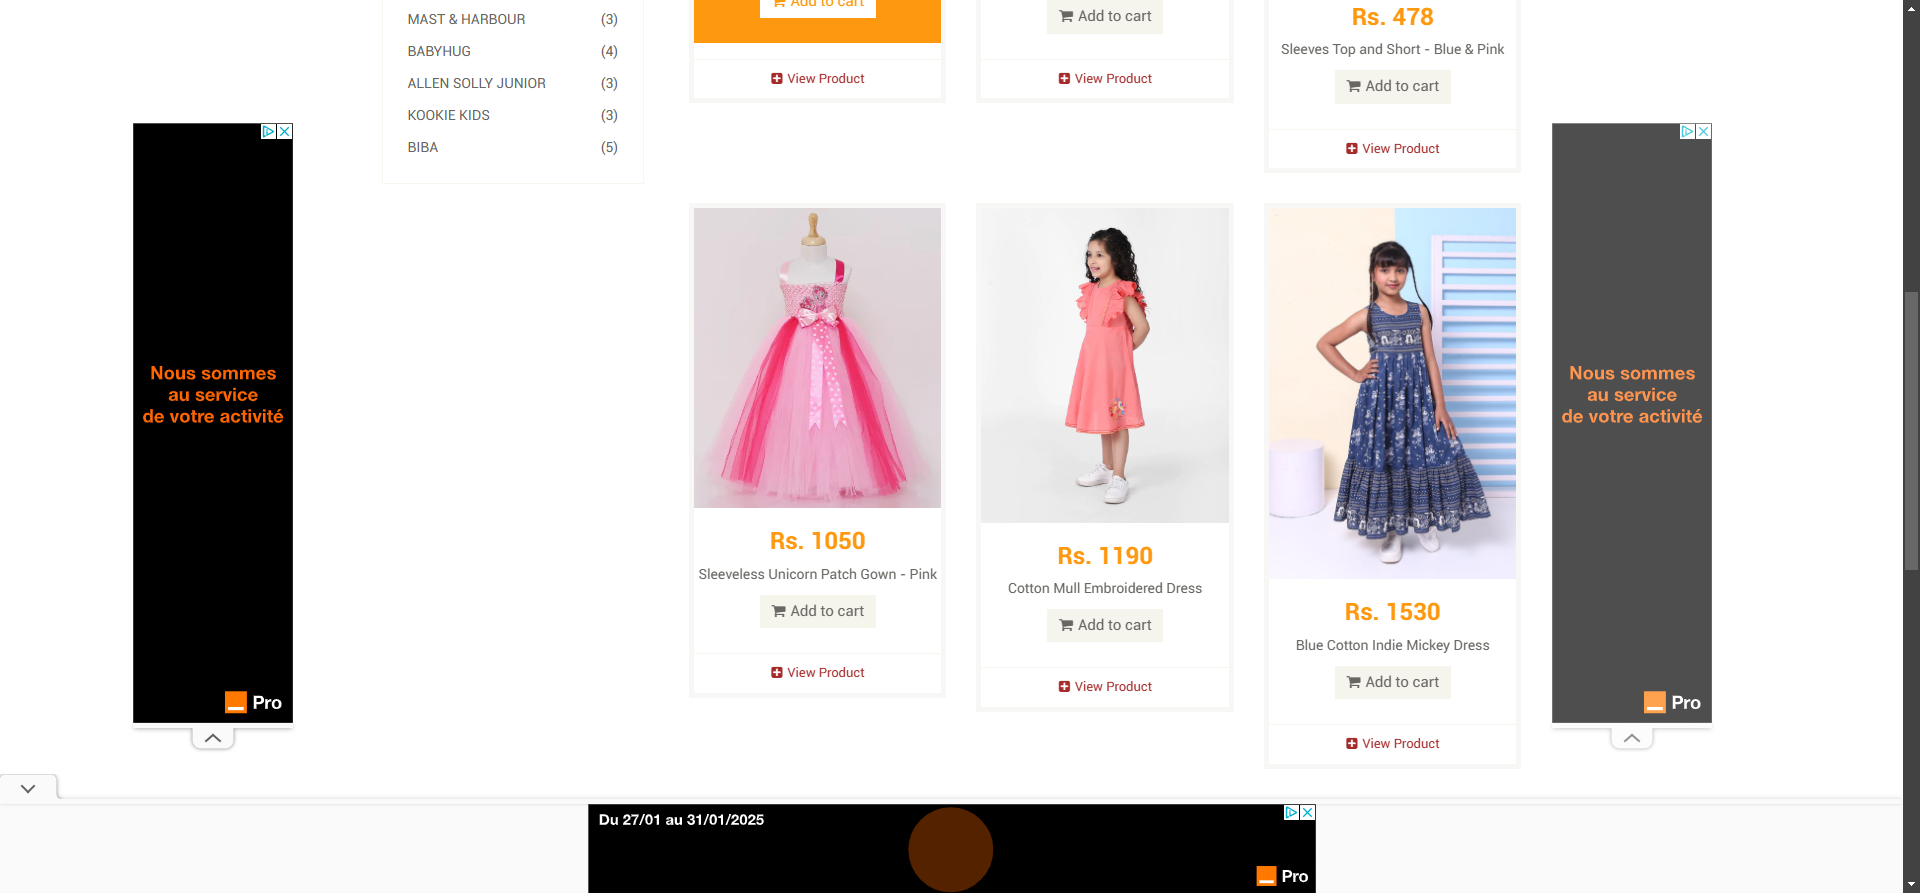 MAST & HARBOUR (3)
BABYHUG (4)
ALLEN SOLLY JUNIOR (3)
KOOKIE KIDS (3)
BIBA (5)
Add to cart
View Product
Add to cart
View Product
Rs. 478
Sleeves Top and Short - Blue & Pink
Add to cart
View Product
Nous sommes
au service
de votre activité
Pro
Rs. 1050
Sleeveless Unicorn Patch Gown - Pink
Add to cart
View Product
Rs. 1190
Cotton Mull Embroidered Dress
Add to cart
View Product
Rs. 1530
Blue Cotton Indie Mickey Dress
Add to cart
View Product
Nous sommes
au service
de votre activité
Pro
Du 27/01 au 31/01/2025
Pro